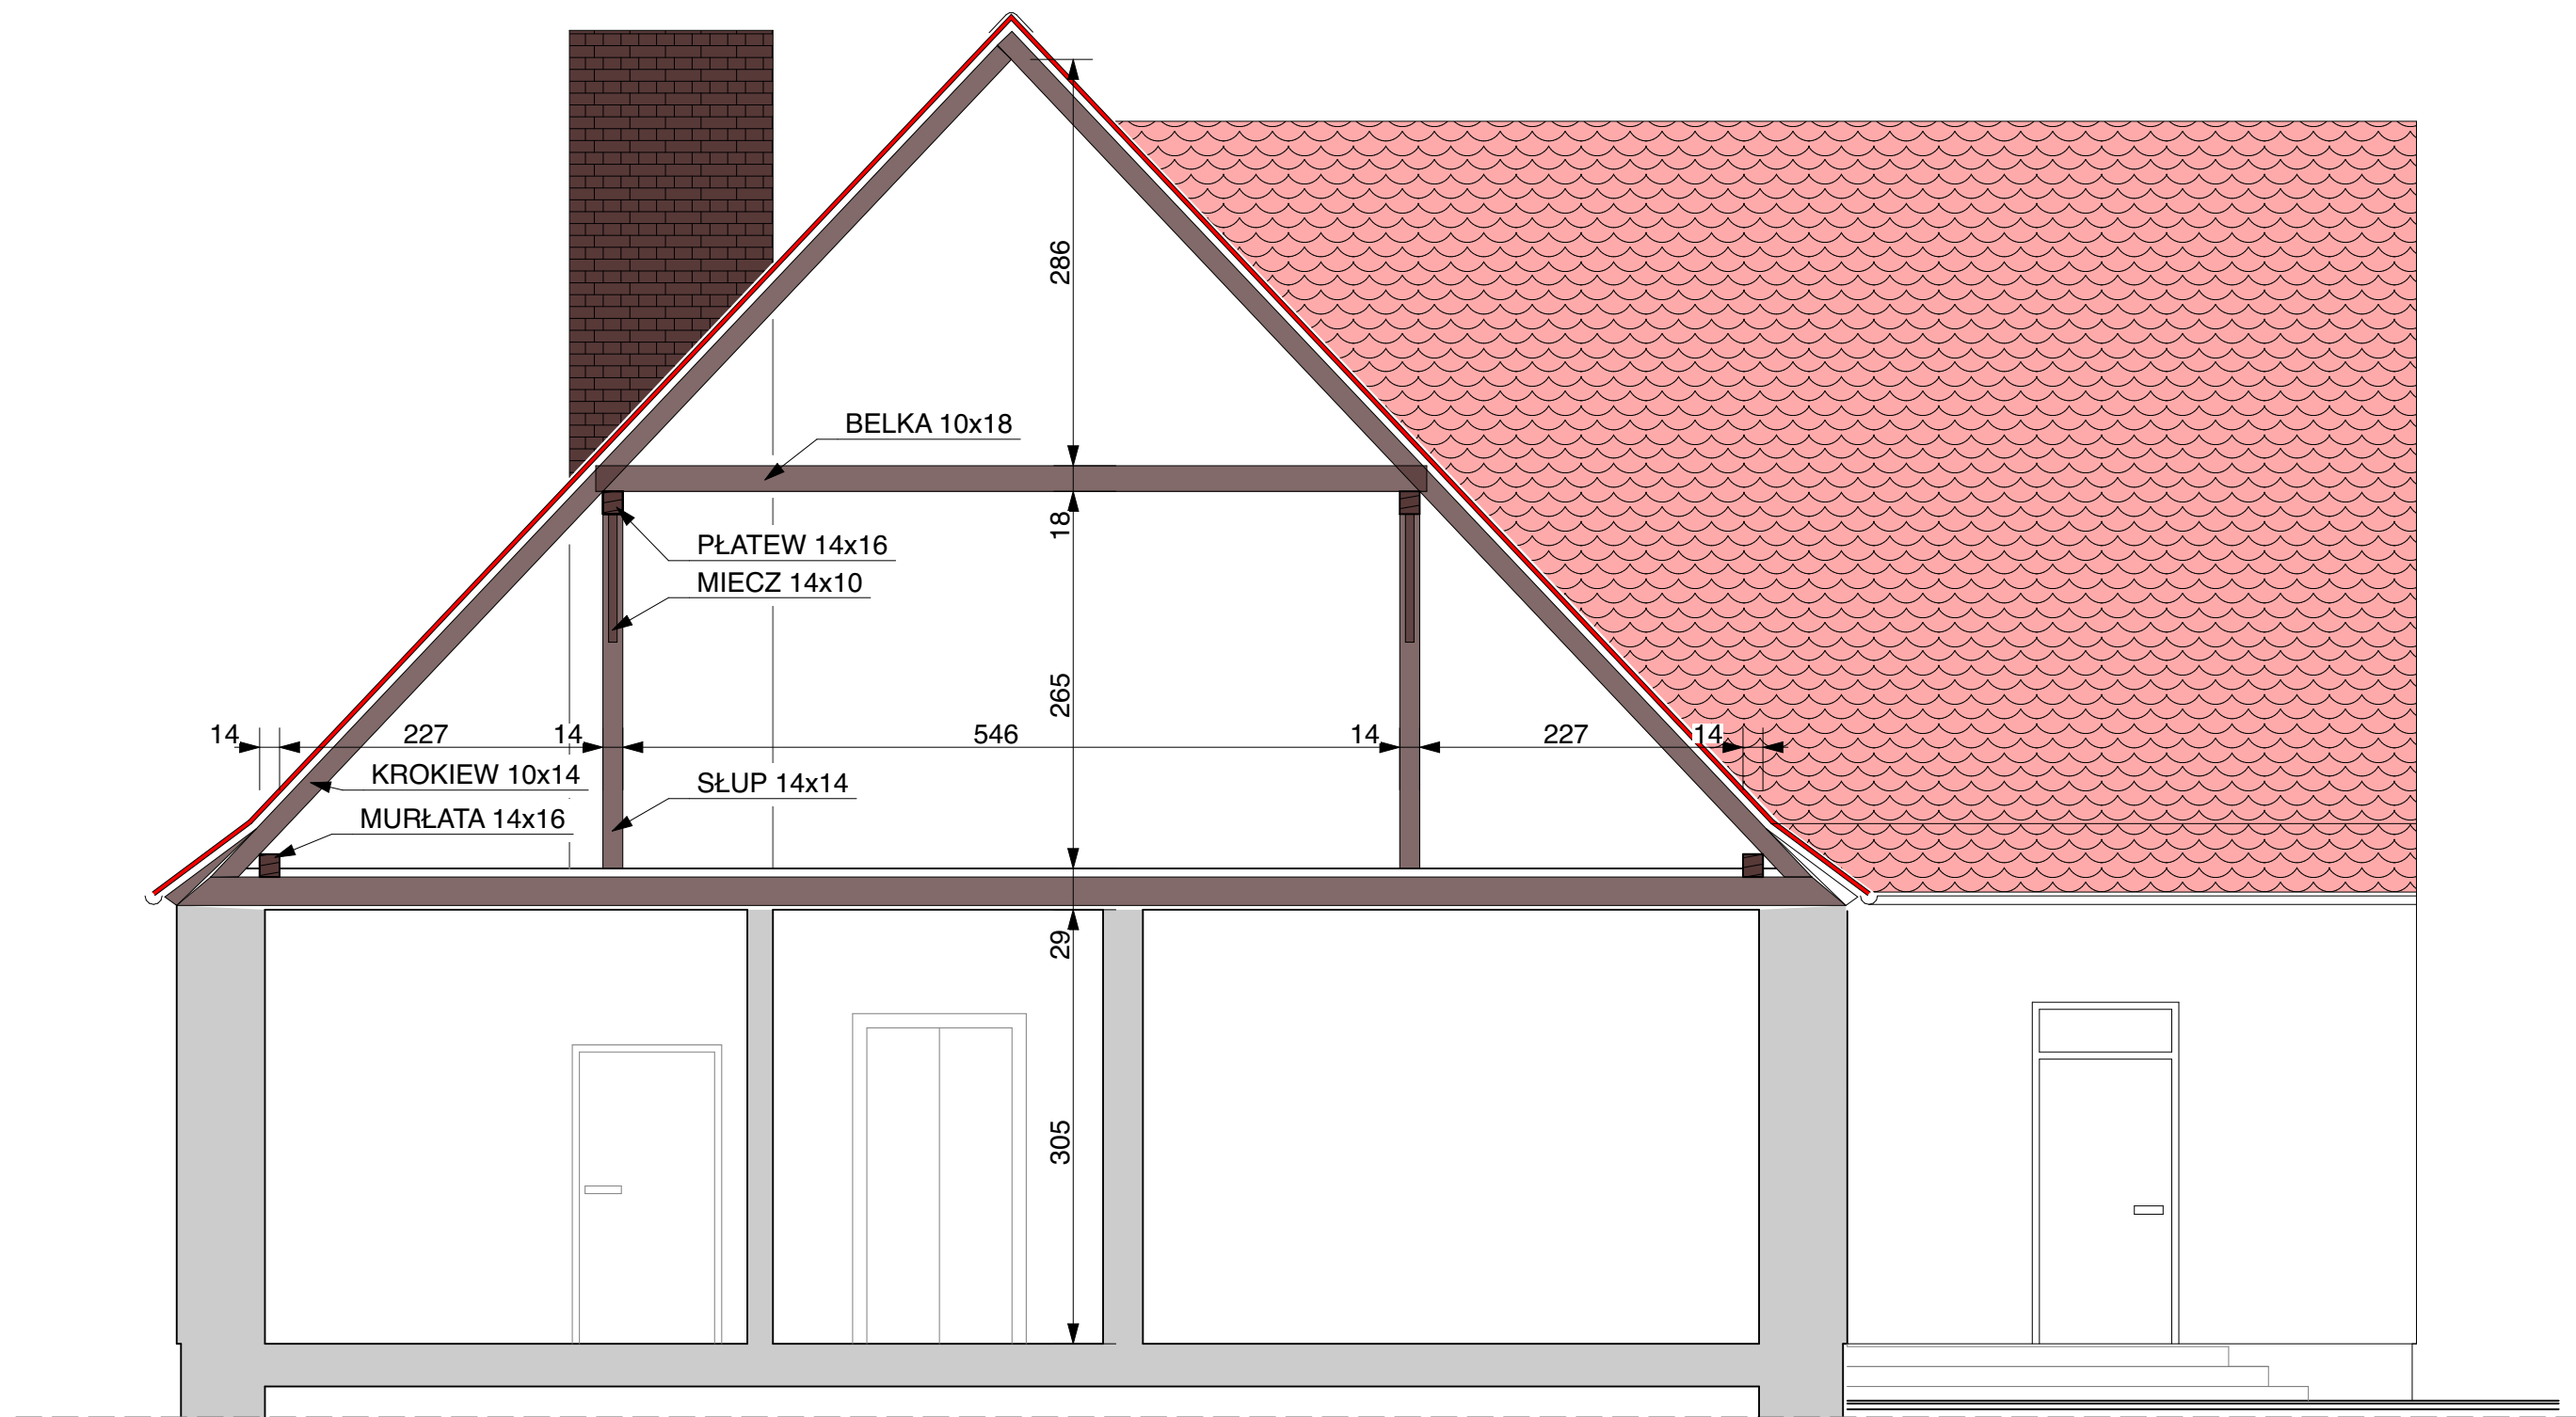 286
BELKA 10x18
18
PŁATEW 14x16
MIECZ 14x10
265
14 227 14 546 14 227 14
KROKIEW 10x14
SŁUP 14x14
MURŁATA 14x16
29
305